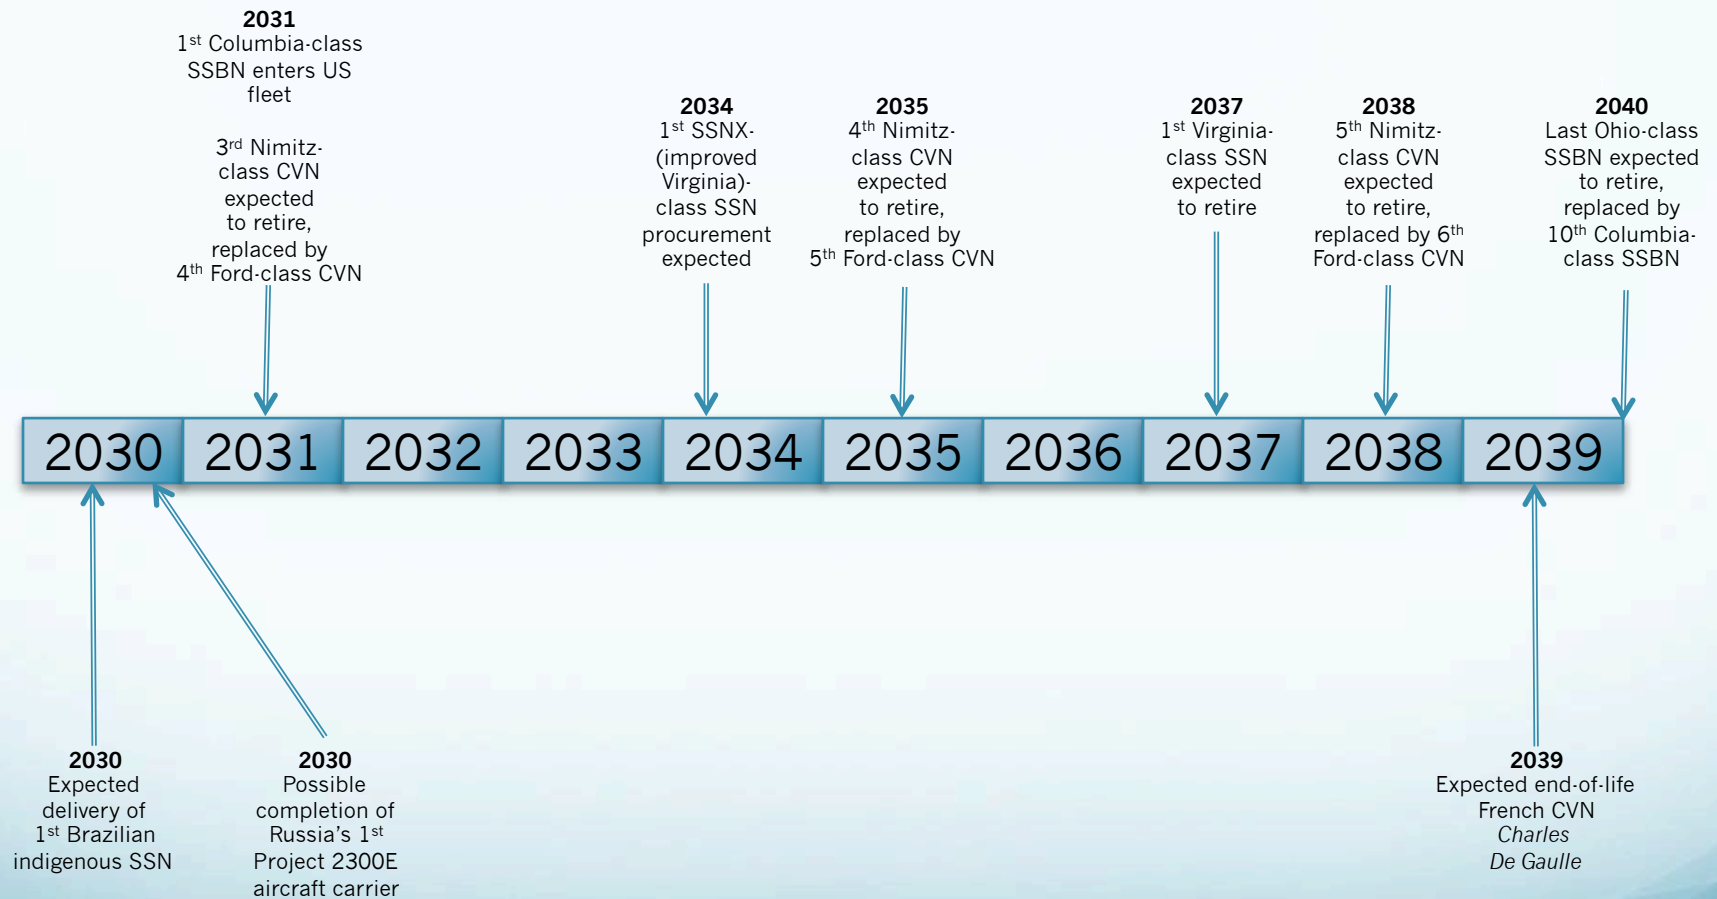 2031
1st Columbia-class
SSBN enters US
fleet
3rd Nimitz-
class CVN
expected
to retire,
replaced by
4th Ford-class CVN
2034
1st SSNX-
(improved
Virginia)-
class SSN
procurement
expected
2035
4th Nimitz-
class CVN
expected
to retire,
replaced by
5th Ford-class CVN
2037
1st Virginia-
class SSN
expected
to retire
2038
5th Nimitz-
class CVN
expected
to retire,
replaced by 6th
Ford-class CVN
2040
Last Ohio-class
SSBN expected
to retire,
replaced by
10th Columbia-
class SSBN
2030 2031 2032 2033 2034 2035 2036 2037 2038 2039
2030
Expected
delivery of
1st Brazilian
indigenous SSN
2030
Possible
completion of
Russia’s 1st
Project 2300E
aircraft carrier
2039
Expected end-of-life
French CVN
Charles
De Gaulle